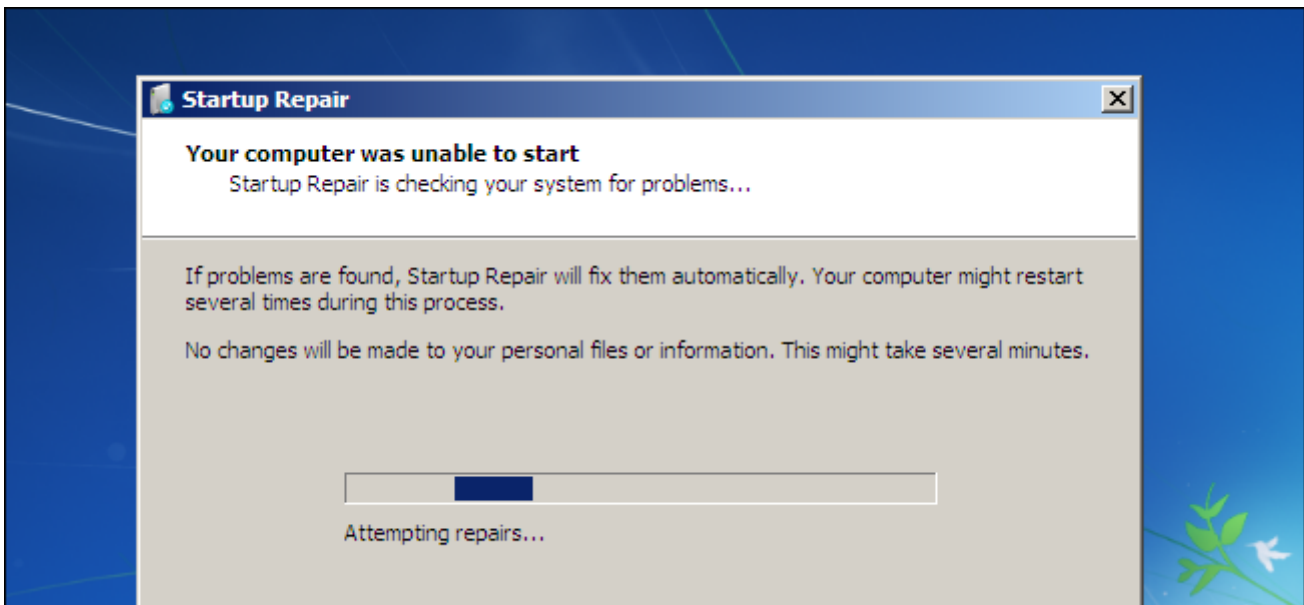 Startup Repair
Your computer was unable to start
Startup Repair is checking your system for problems...
If problems are found, Startup Repair will fix them automatically. Your computer might restart
several times during this process.
No changes will be made to your personal files or information. This might take several minutes.
Attempting repairs...